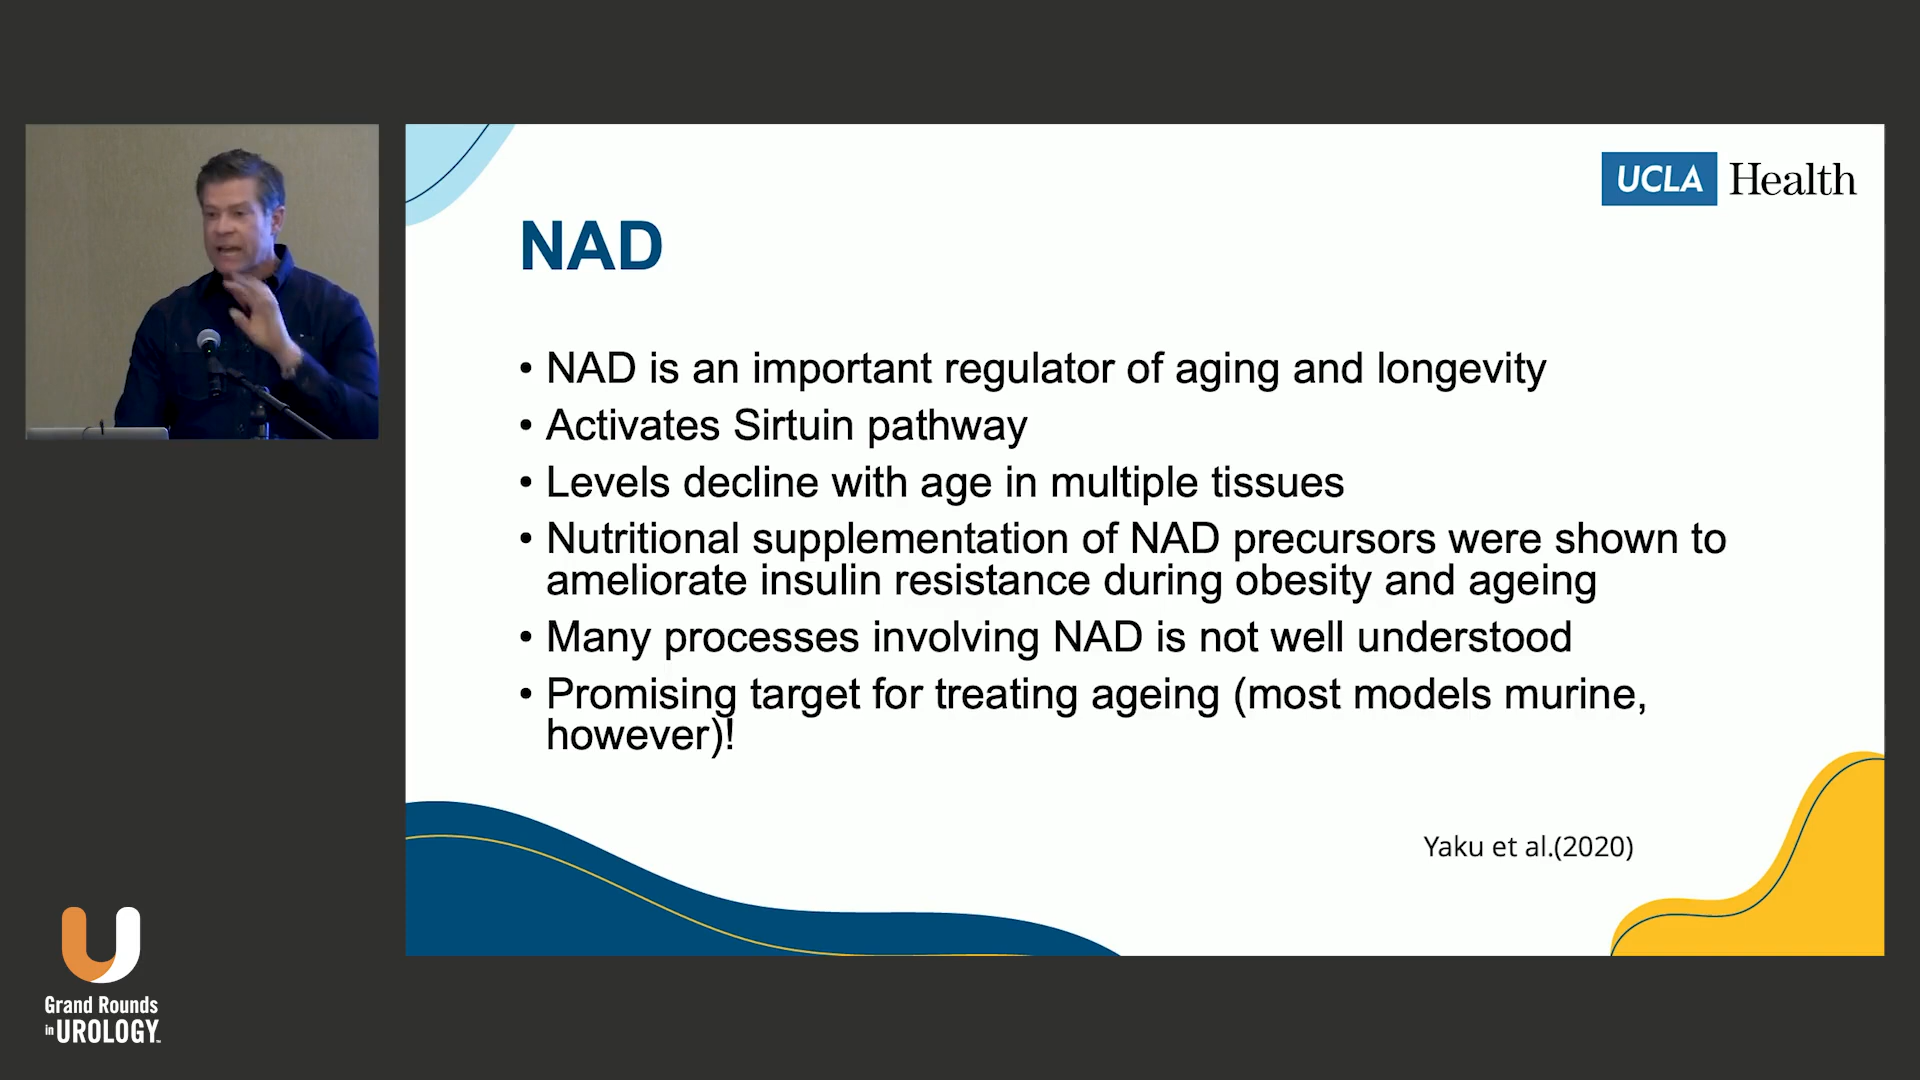 UCLA Health
NAD
• NAD is an important regulator of aging and longevity
• Activates Sirtuin pathway
• Levels decline with age in multiple tissues
• Nutritional supplementation of NAD precursors were shown to
ameliorate insulin resistance during obesity and ageing
• Many processes involving NAD is not well understood
• Promising target for treating ageing (most models murine,
however)!
Yaku et al.(2020)
Grand Rounds
in UROLOGY™